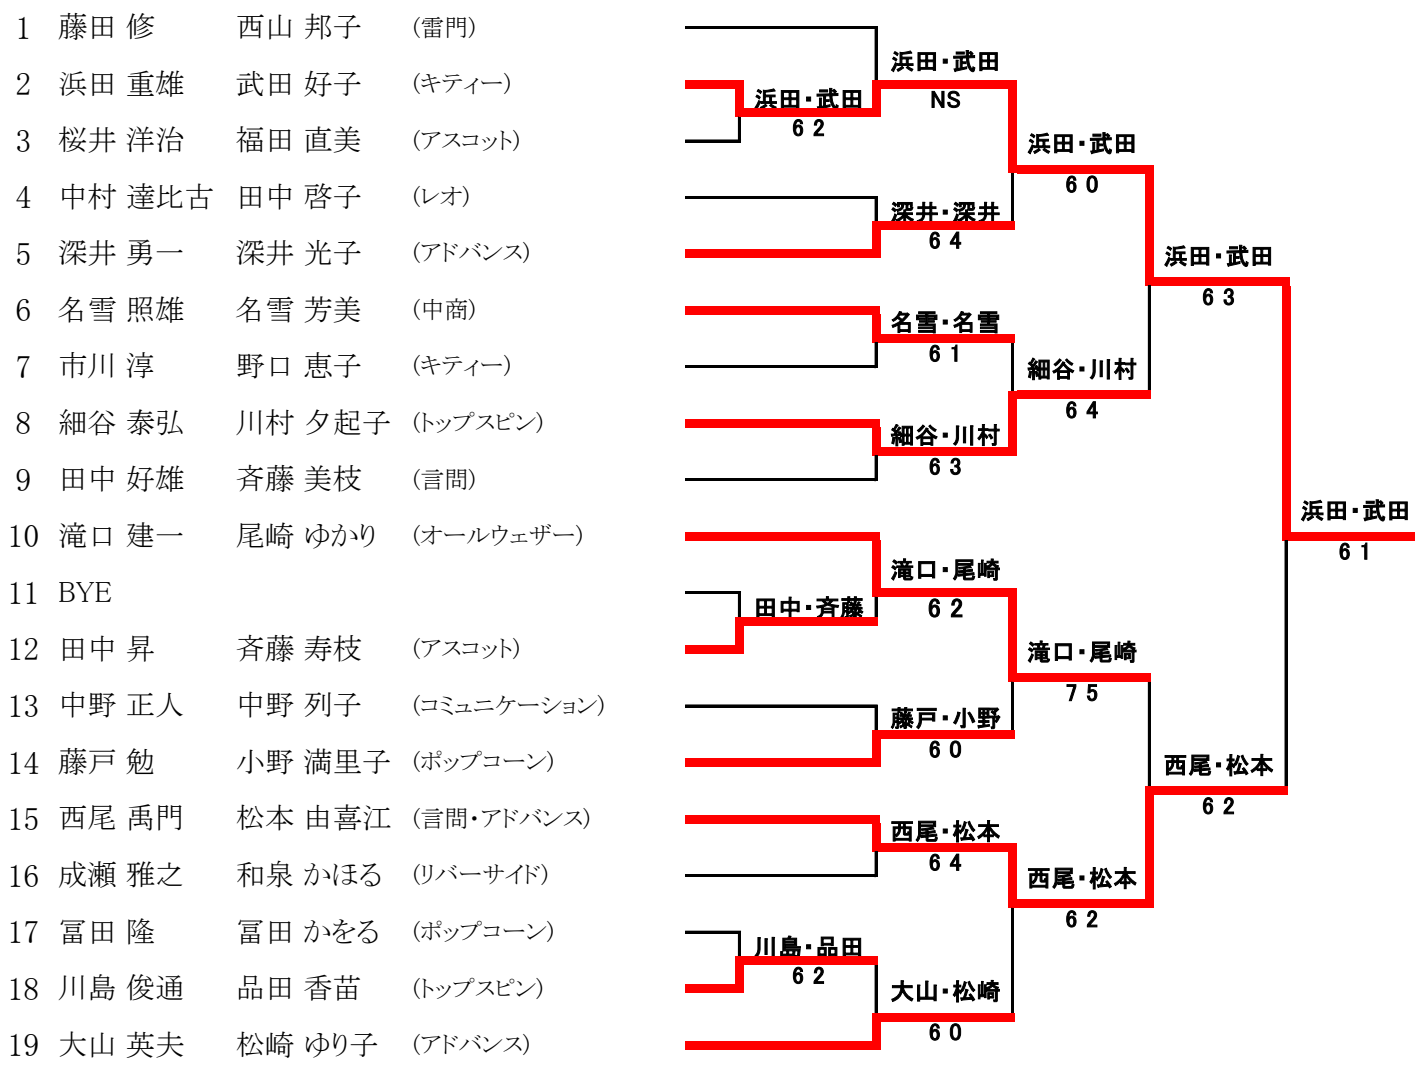 1 藤田 修 西山 邦子 (雷門)
浜田・武田
2 浜田 重雄 武田 好子 (キティー)
浜田・武田 NS
6 2
3 桜井 洋治 福田 直美 (アスコット) 浜田・武田
6 0
4 中村 達比古 田中 啓子 (レオ)
深井・深井
6 4
5 深井 勇一 深井 光子 (アドバンス) 浜田・武田
6 3
6 名雪 照雄 名雪 芳美 (中商)
名雪・名雪
6 1
7 市川 淳 野口 恵子 (キティー) 細谷・川村
6 4
8 細谷 泰弘 川村 夕起子 (トップスピン)
細谷・川村
6 3
9 田中 好雄 斉藤 美枝 (言問)
浜田・武田
10 滝口 建一 尾崎 ゆかり (オールウェザー)
6 1
滝口・尾崎
11 BYE
田中・斉藤 6 2
12 田中 昇 斉藤 寿枝 (アスコット) 滝口・尾崎
7 5
13 中野 正人 中野 列子 (コミュニケーション)
藤戸・小野
6 0
14 藤戸 勉 小野 満里子 (ポップコーン) 西尾・松本
6 2
15 西尾 禹門 松本 由喜江 (言問・アドバンス)
西尾・松本
6 4
16 成瀬 雅之 和泉 かほる (リバーサイド) 西尾・松本
6 2
17 冨田 隆 冨田 かをる (ポップコーン)
川島・品田
6 2
18 川島 俊通 品田 香苗 (トップスピン) 大山・松崎
6 0
19 大山 英夫 松崎 ゆり子 (アドバンス)